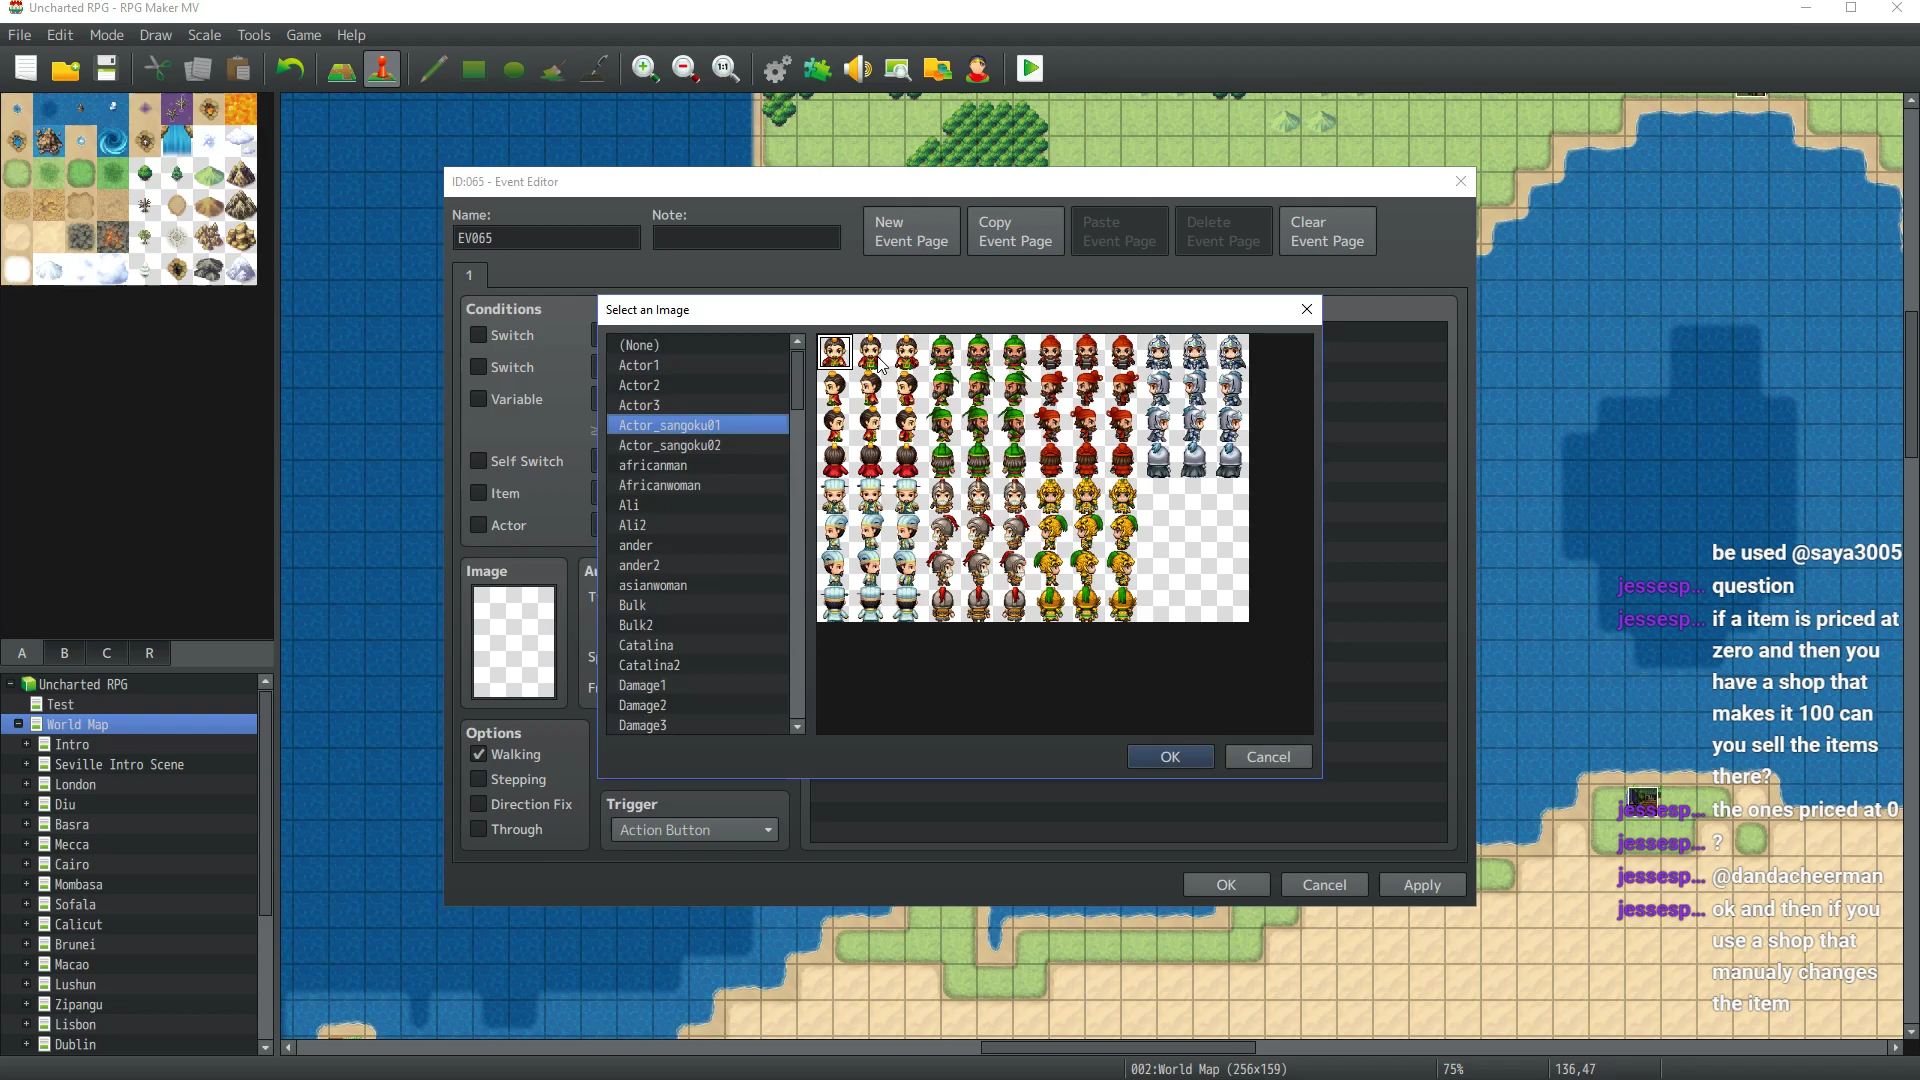 Uncharted RPG - RPG Maker MV
File Edit Mode Draw Scale Tools Game Help
1:1
ID:065 - Event Editor
Name: Note:
EV065
New Event Page
Copy Event Page
Paste Event Page
Delete Event Page
Clear Event Page
1
Conditions
Switch
Switch
Variable
≥
Self Switch
Item
Actor
Image
Options
Walking
Stepping
Direction Fix
Through
Trigger
Action Button
OK Cancel Apply
Select an Image
(None)
Actor1
Actor2
Actor3
Actor_sangoku01
Actor_sangoku02
africanman
Africanwoman
Ali
Ali2
ander
ander2
asianwoman
Bulk
Bulk2
Catalina
Catalina2
Damage1
Damage2
Damage3
OK Cancel
A B C R
Uncharted RPG
Test
World Map
Intro
Seville Intro Scene
London
Diu
Basra
Mecca
Cairo
Mombasa
Sofala
Calicut
Brunei
Macao
Lushun
Zipangu
Lisbon
Dublin
be used @saya3005
jessesp... question
jessesp... if a item is priced at
zero and then you
have a shop that
makes it 100 can
you sell the items
there?
jessesp... the ones priced at 0
jessesp... ?
jessesp... @dandacheerman
jessesp... ok and then if you
use a shop that
manualy changes
the item
002:World Map (256x159) 75% 136,47